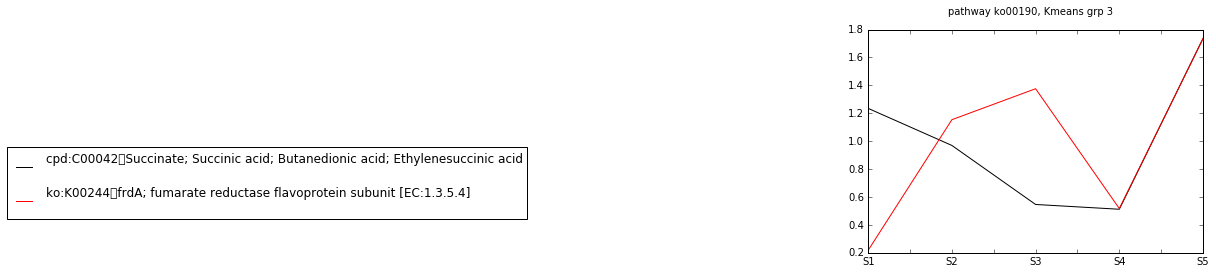 pathway ko00190, Kmeans grp 3
1.8
1.6
1.4
1.2
1.0
0.8
0.6
0.4
0.2
S1 S2 S3 S4 S5
cpd:C00042▯Succinate; Succinic acid; Butanedionic acid; Ethylenesuccinic acid
ko:K00244▯frdA; fumarate reductase flavoprotein subunit [EC:1.3.5.4]